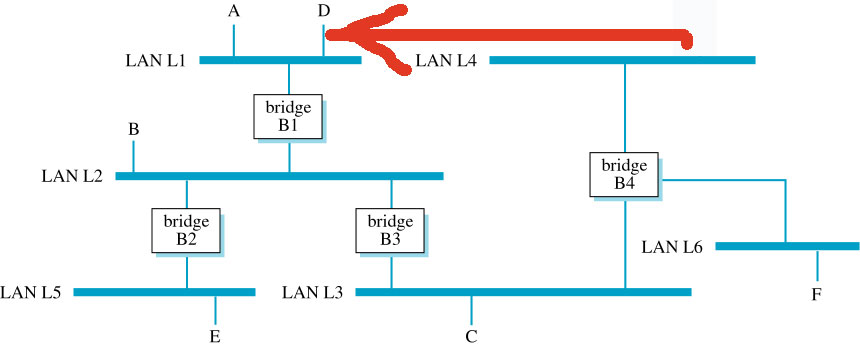 A
D
LAN L1
LAN L4
bridge
B1
B
LAN L2
bridge
B4
bridge
B2
bridge
B3
LAN L6
LAN L5
LAN L3
F
E
C